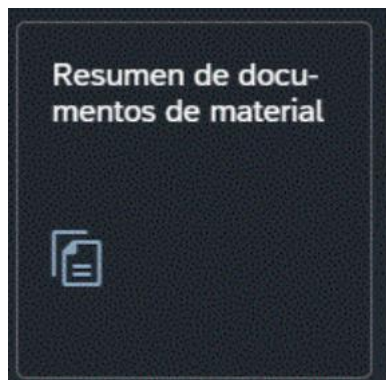 Resumen de docu-
mentos de material